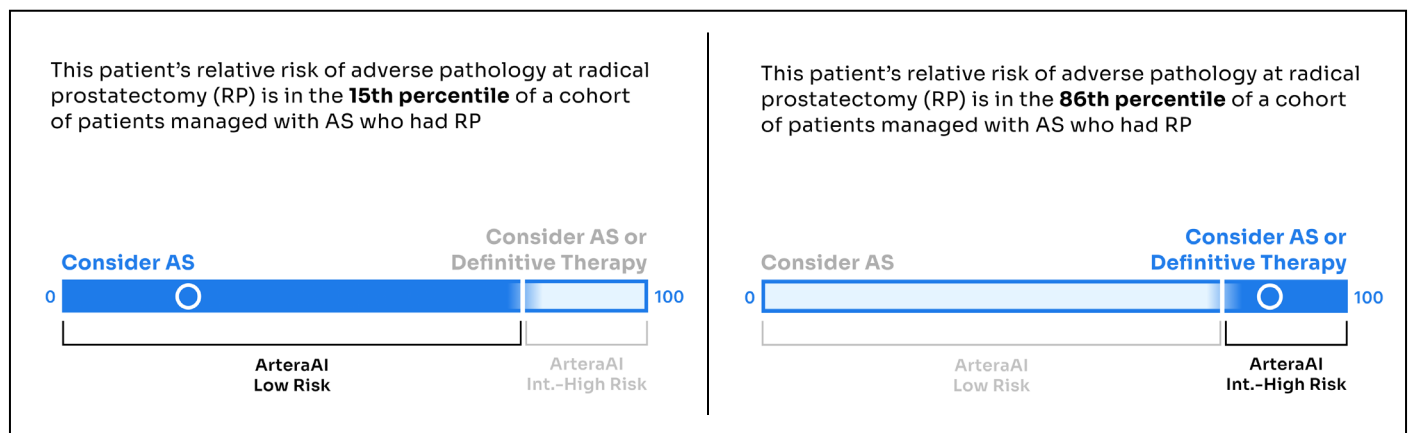 This patient’s relative risk of adverse pathology at radical
prostatectomy (RP) is in the 15th percentile of a cohort
of patients managed with AS who had RP
Consider AS
Consider AS or
Definitive Therapy
0
100
ArteraAI
Low Risk
ArteraAI
Int.-High Risk
This patient’s relative risk of adverse pathology at radical
prostatectomy (RP) is in the 86th percentile of a cohort
of patients managed with AS who had RP
Consider AS
Consider AS or
Definitive Therapy
0
100
ArteraAI
Low Risk
ArteraAI
Int.-High Risk